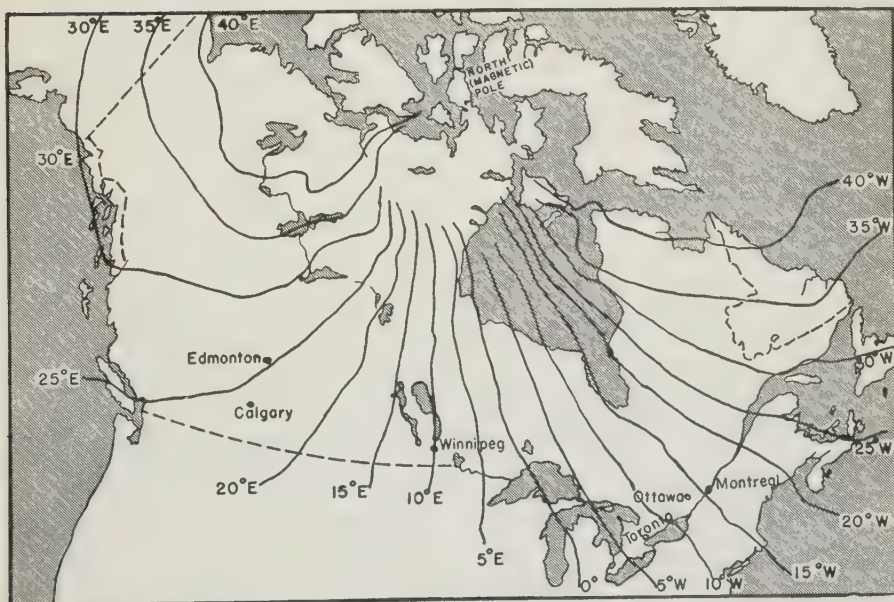 30°E
35°E
40°E
NORTH
(MAGNETIC)
POLE
30°E
40°W
35°W
Edmonton
30°W
25°E
Calgary
Winnipeg
25°W
20°E
15°E
10°E
Ottawa
Montreal
20°W
Toronto
5°E
0°
5°W
10°W
15°W